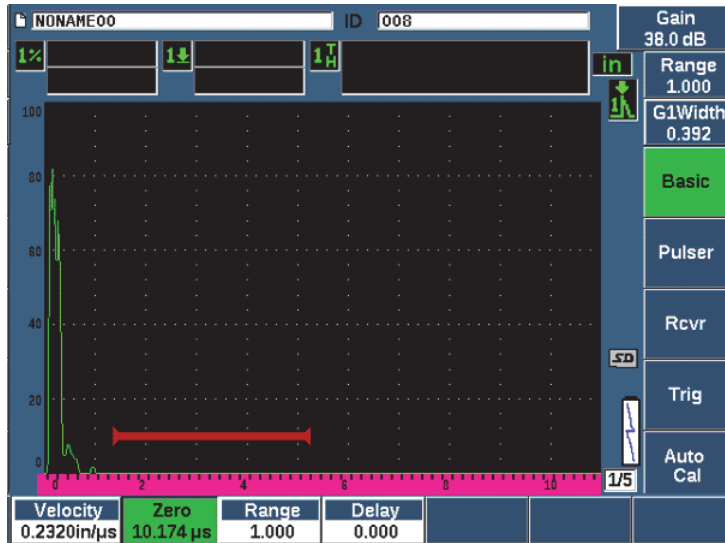 NONAME00 ID 008
Gain
38.0 dB
1% 1 1TH in
Range
1.000
1
G1Width
0.392
100
80
60
40
20
0
Basic
Pulser
Rcvr
SD
Trig
Auto
Cal
0 2 4 6 8 10
1/5
Velocity
0.2320in/µs
Zero
10.174 µs
Range
1.000
Delay
0.000